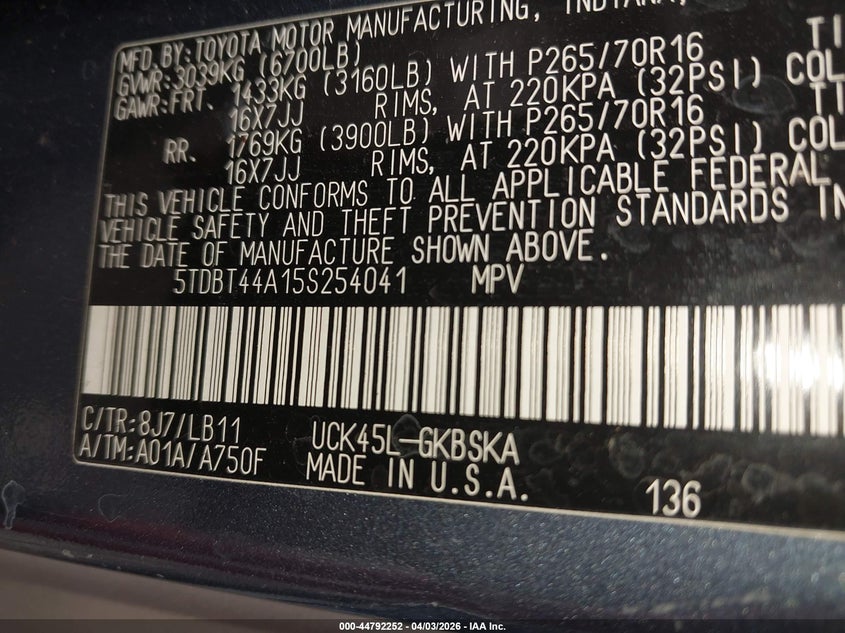 MFD. BY: TOYOTA MOTOR MANUFACTURING, INDIANA,
GVWR: 3039KG (6700LB)
GAWR: FRT. 1433KG (3160LB) WITH P265/70R16 TI
16X7JJ RIMS, AT 220KPA (32PSI) COL
RR. 1769KG (3900LB) WITH P265/70R16 TI
16X7JJ RIMS, AT 220KPA (32PSI) COL
THIS VEHICLE CONFORMS TO ALL APPLICABLE FEDERAL
VEHICLE SAFETY AND THEFT PREVENTION STANDARDS IN
THE DATE OF MANUFACTURE SHOWN ABOVE.
5TDBT44A15S254041 MPV
C/TR: 8J7/LB11 UCK45L-GKBSKA
A/TM: A01A/A750F MADE IN U.S.A. 136
000-44792252 - 04/03/2026 - IAA Inc.